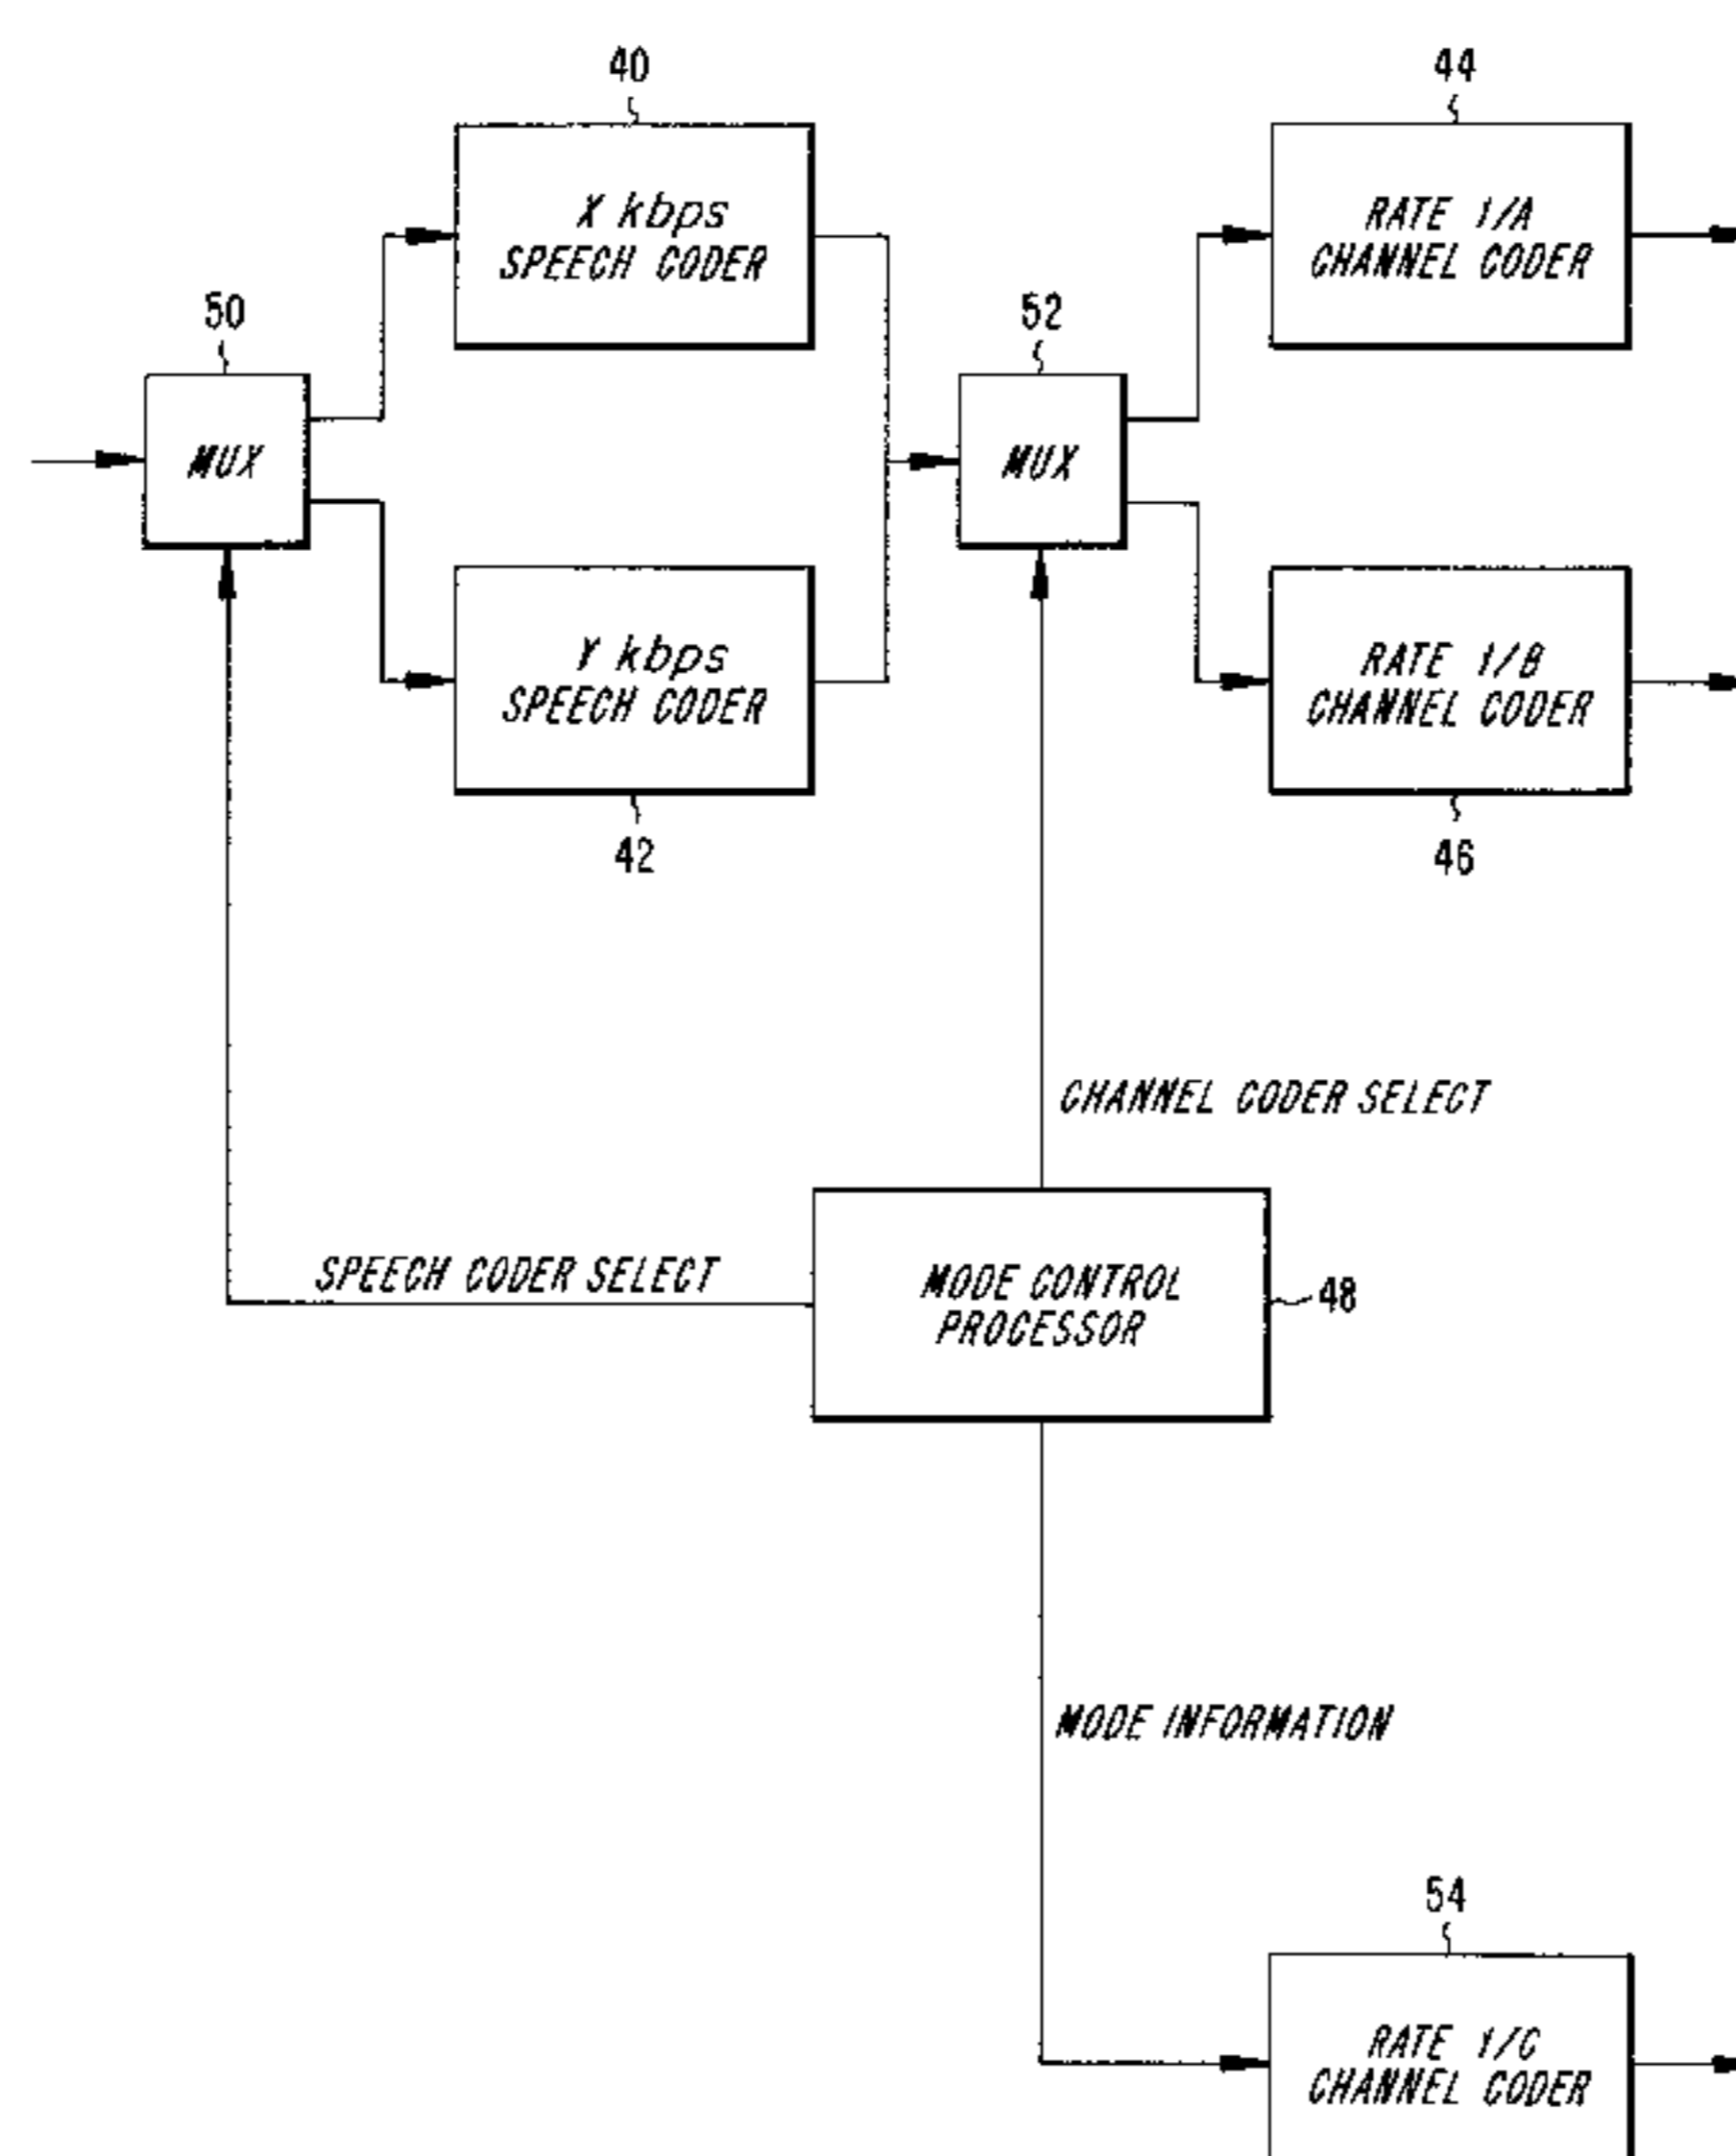 40
44
X kbps
SPEECH CODER
RATE 1/A
CHANNEL CODER
50
52
MUX
MUX
Y kbps
SPEECH CODER
RATE 1/B
CHANNEL CODER
42
46
CHANNEL CODER SELECT
SPEECH CODER SELECT
MODE CONTROL
PROCESSOR
48
MODE INFORMATION
54
RATE 1/C
CHANNEL CODER